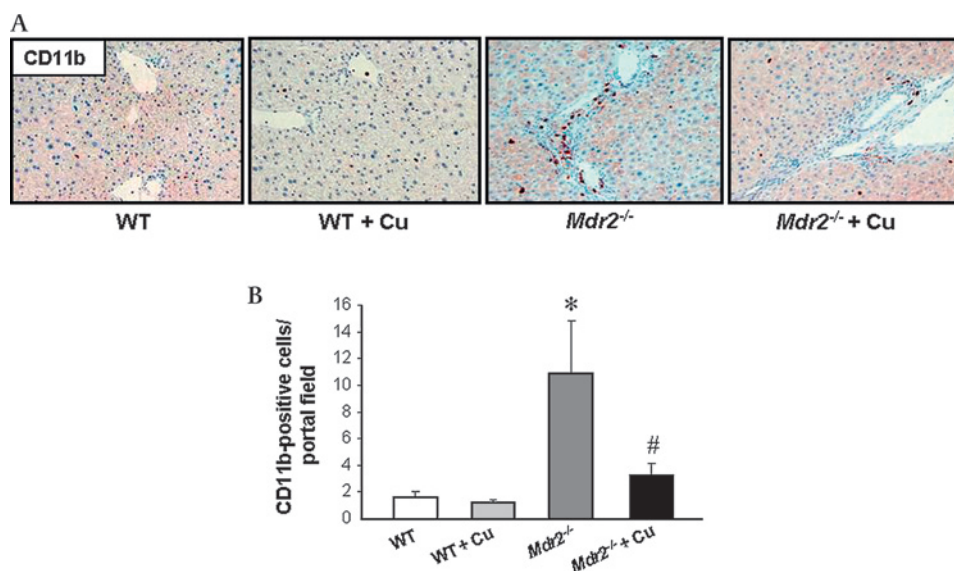 A
CD11b
WT
WT + Cu
Mdr2-/-
Mdr2-/- + Cu
B
CD11b-positive cells/
portal field
16
14
12
10
8
6
4
2
0
*
#
WT
WT + Cu
Mdr2-/-
Mdr2-/- + Cu